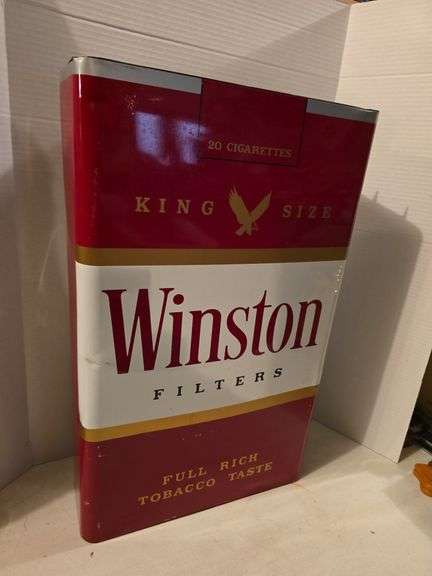 20 CIGARETTES
KING SIZE
Winston
FILTERS
FULL RICH
TOBACCO TASTE